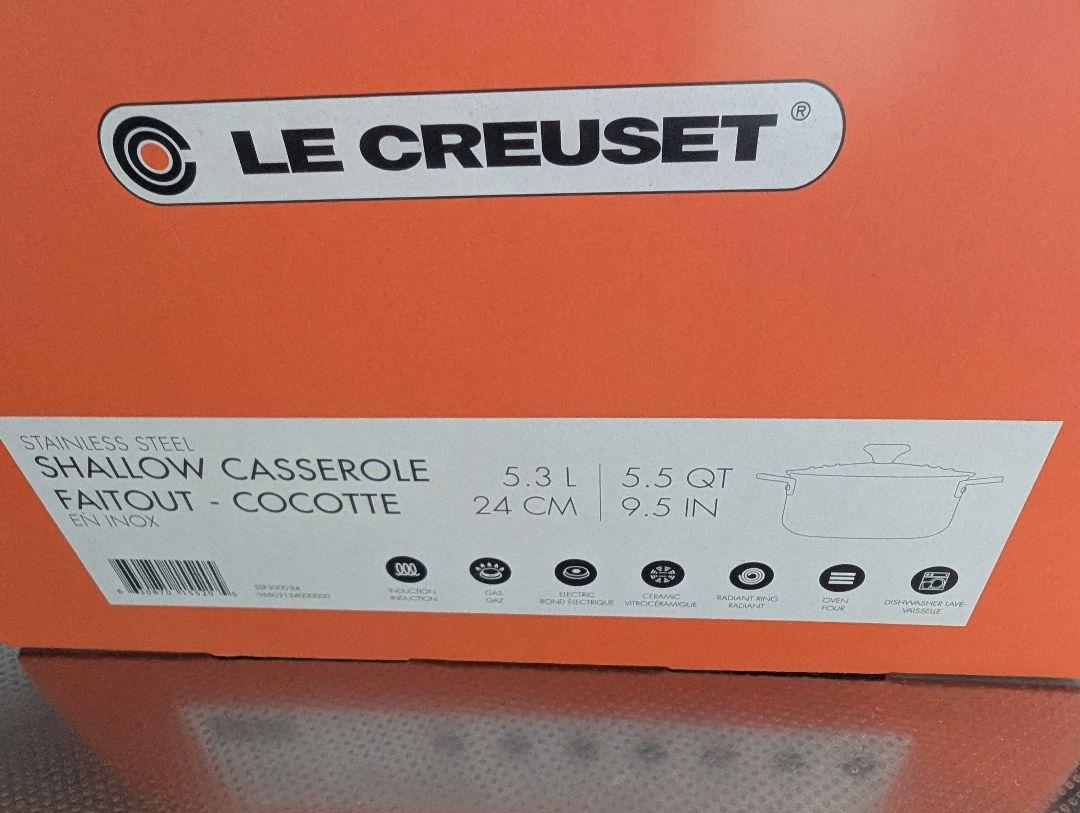 LE CREUSET ®
STAINLESS STEEL
SHALLOW CASSEROLE
FAITOUT - COCOTTE
EN INOX
5.3 L
24 CM
5.5 QT
9.5 IN
INDUCTION
INDUCTION
GAS
GAZ
ELECTRIC
ROND ÉLECTRIQUE
CERAMIC
VITROCÉRAMIQUE
RADIANT RING
RADIANT
OVEN
FOUR
DISHWASHER LAVE-
VAISSELLE